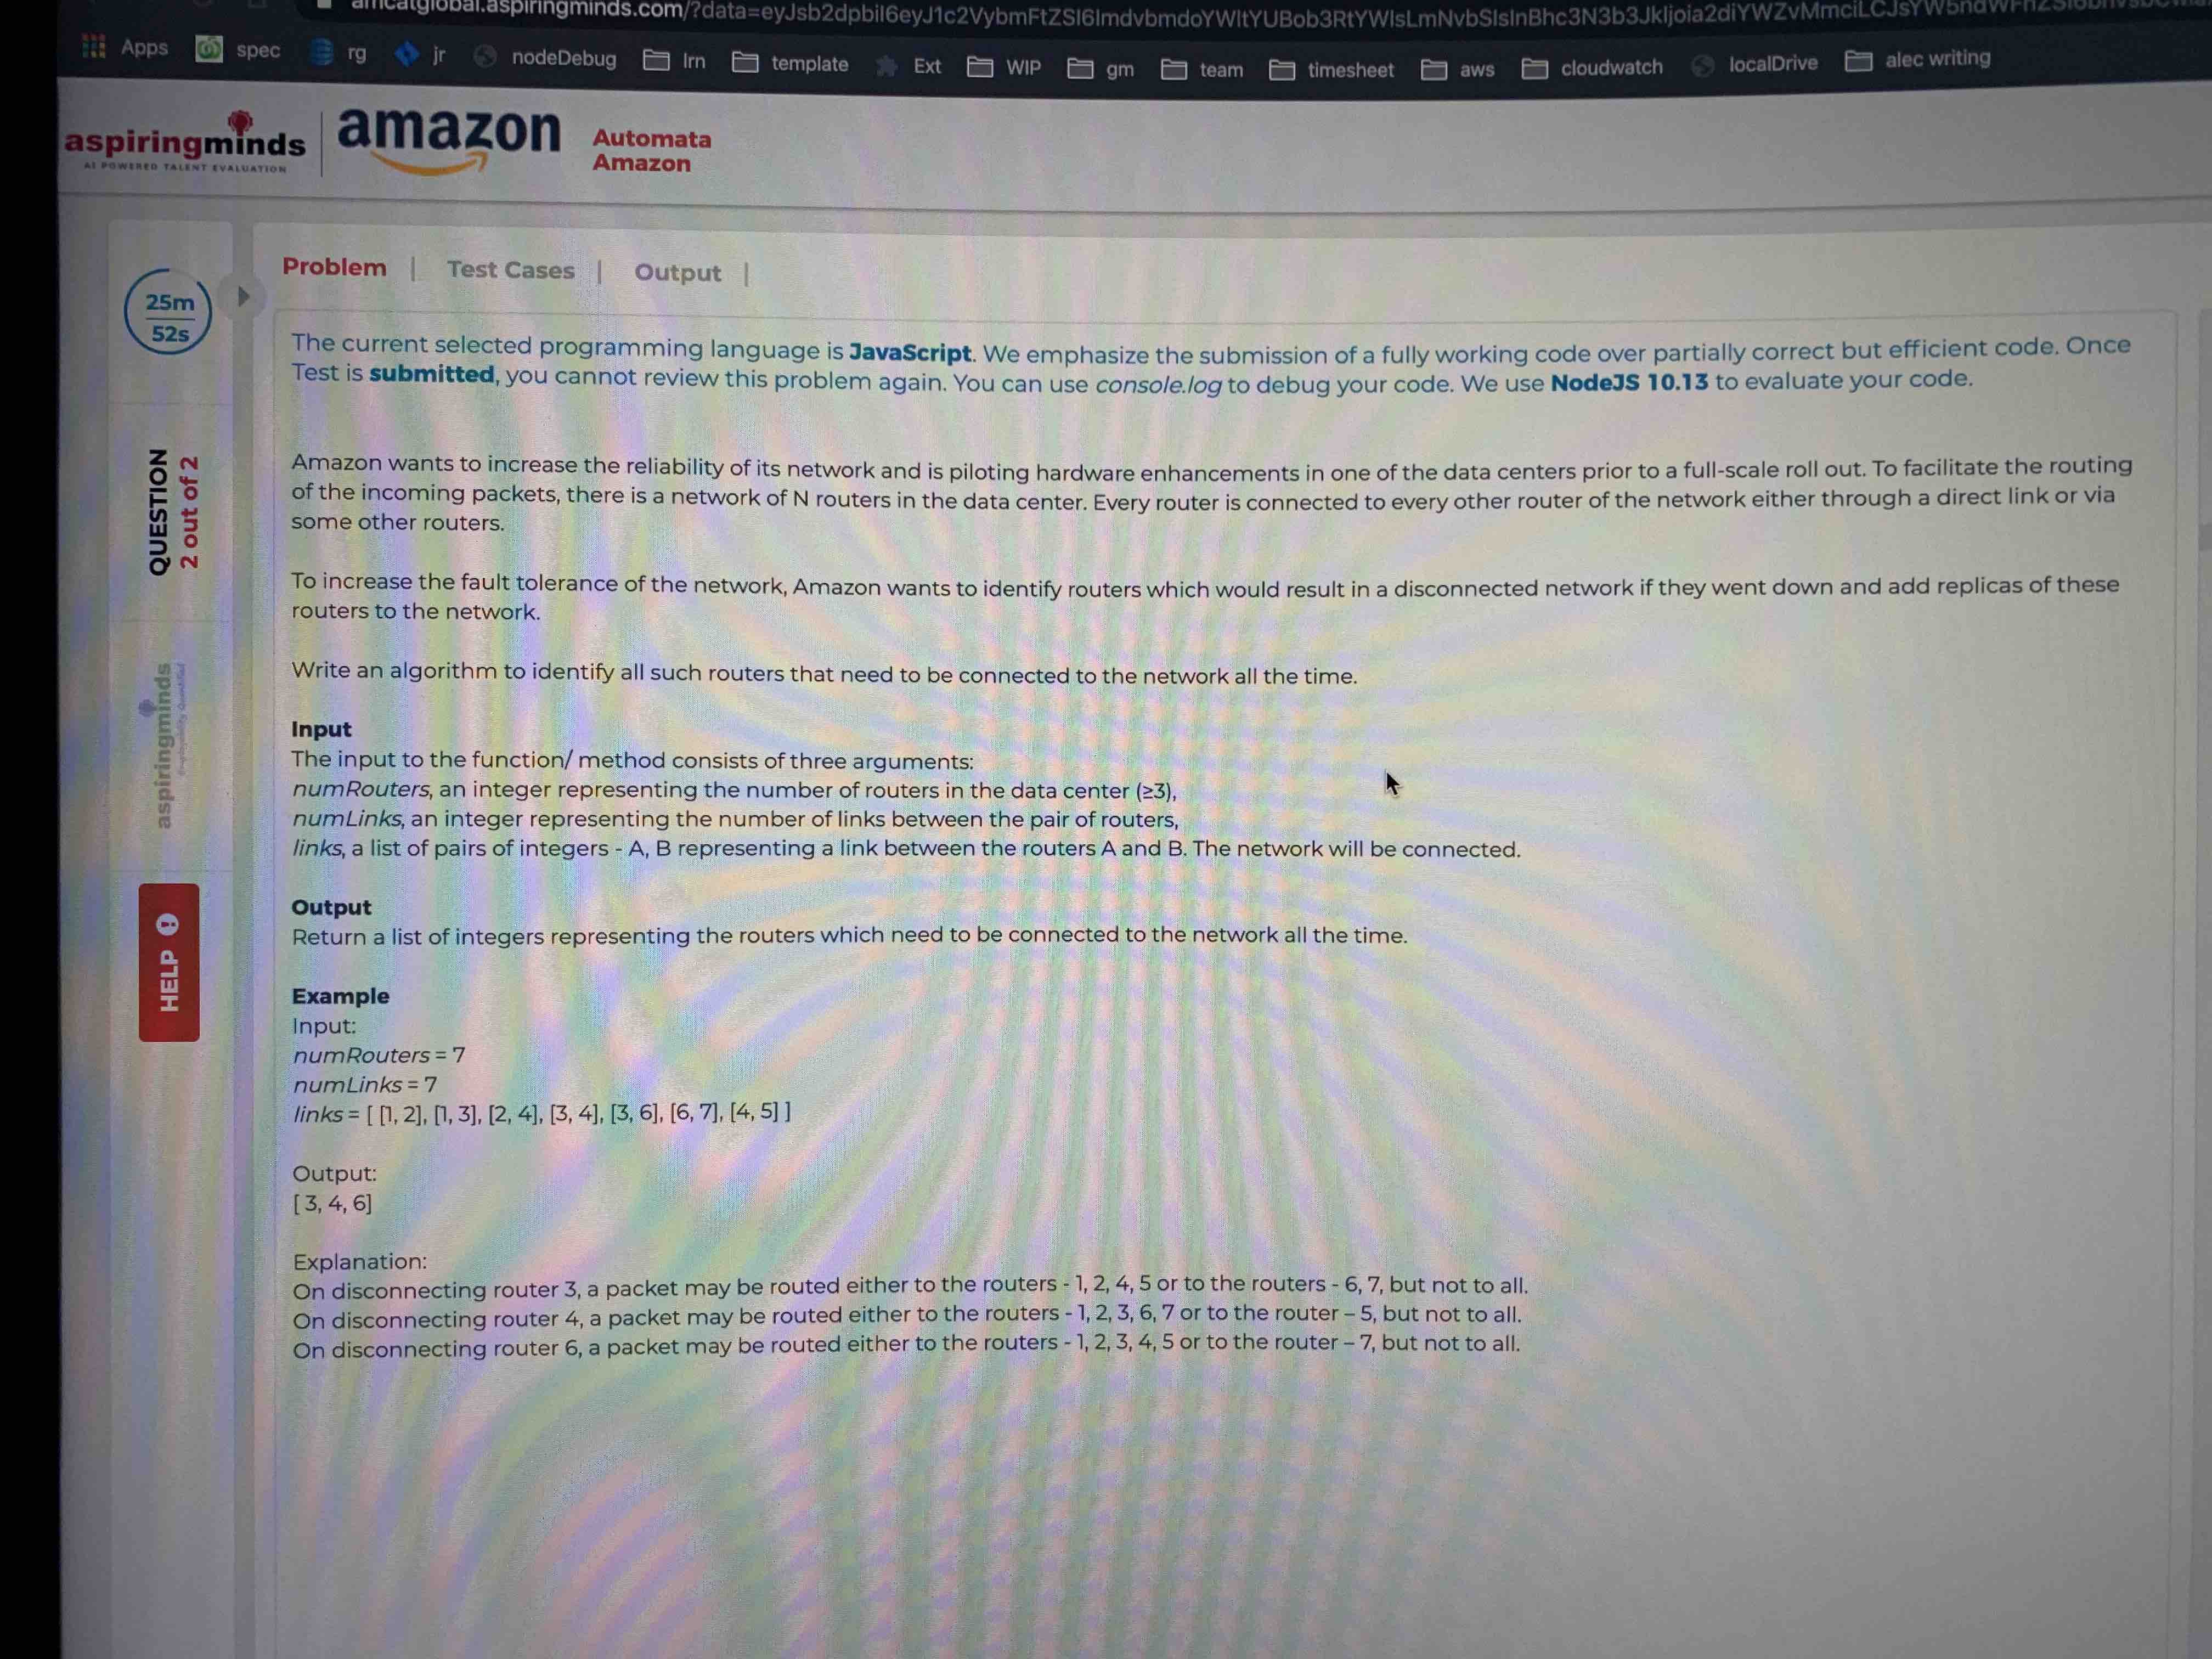 Apps spec rg jr nodeDebug lrn template Ext WIP gm team timesheet aws cloudwatch localDrive alec writing
aspiringminds
AI POWERED TALENT EVALUATION
amazon
Automata
Amazon
Problem | Test Cases | Output |
25m
52s
The current selected programming language is JavaScript. We emphasize the submission of a fully working code over partially correct but efficient code. Once
Test is submitted, you cannot review this problem again. You can use console.log to debug your code. We use NodeJS 10.13 to evaluate your code.
QUESTION
2 out of 2
Amazon wants to increase the reliability of its network and is piloting hardware enhancements in one of the data centers prior to a full-scale roll out. To facilitate the routing
of the incoming packets, there is a network of N routers in the data center. Every router is connected to every other router of the network either through a direct link or via
some other routers.
To increase the fault tolerance of the network, Amazon wants to identify routers which would result in a disconnected network if they went down and add replicas of these
routers to the network.
Write an algorithm to identify all such routers that need to be connected to the network all the time.
aspiringminds
Input
The input to the function/ method consists of three arguments:
numRouters, an integer representing the number of routers in the data center (≥3),
numLinks, an integer representing the number of links between the pair of routers,
links, a list of pairs of integers - A, B representing a link between the routers A and B. The network will be connected.
HELP
Output
Return a list of integers representing the routers which need to be connected to the network all the time.
Example
Input:
numRouters = 7
numLinks = 7
links = [ [1, 2], [1, 3], [2, 4], [3, 4], [3, 6], [6, 7], [4, 5] ]
Output:
[ 3, 4, 6]
Explanation:
On disconnecting router 3, a packet may be routed either to the routers - 1, 2, 4, 5 or to the routers - 6, 7, but not to all.
On disconnecting router 4, a packet may be routed either to the routers - 1, 2, 3, 6, 7 or to the router – 5, but not to all.
On disconnecting router 6, a packet may be routed either to the routers - 1, 2, 3, 4, 5 or to the router – 7, but not to all.